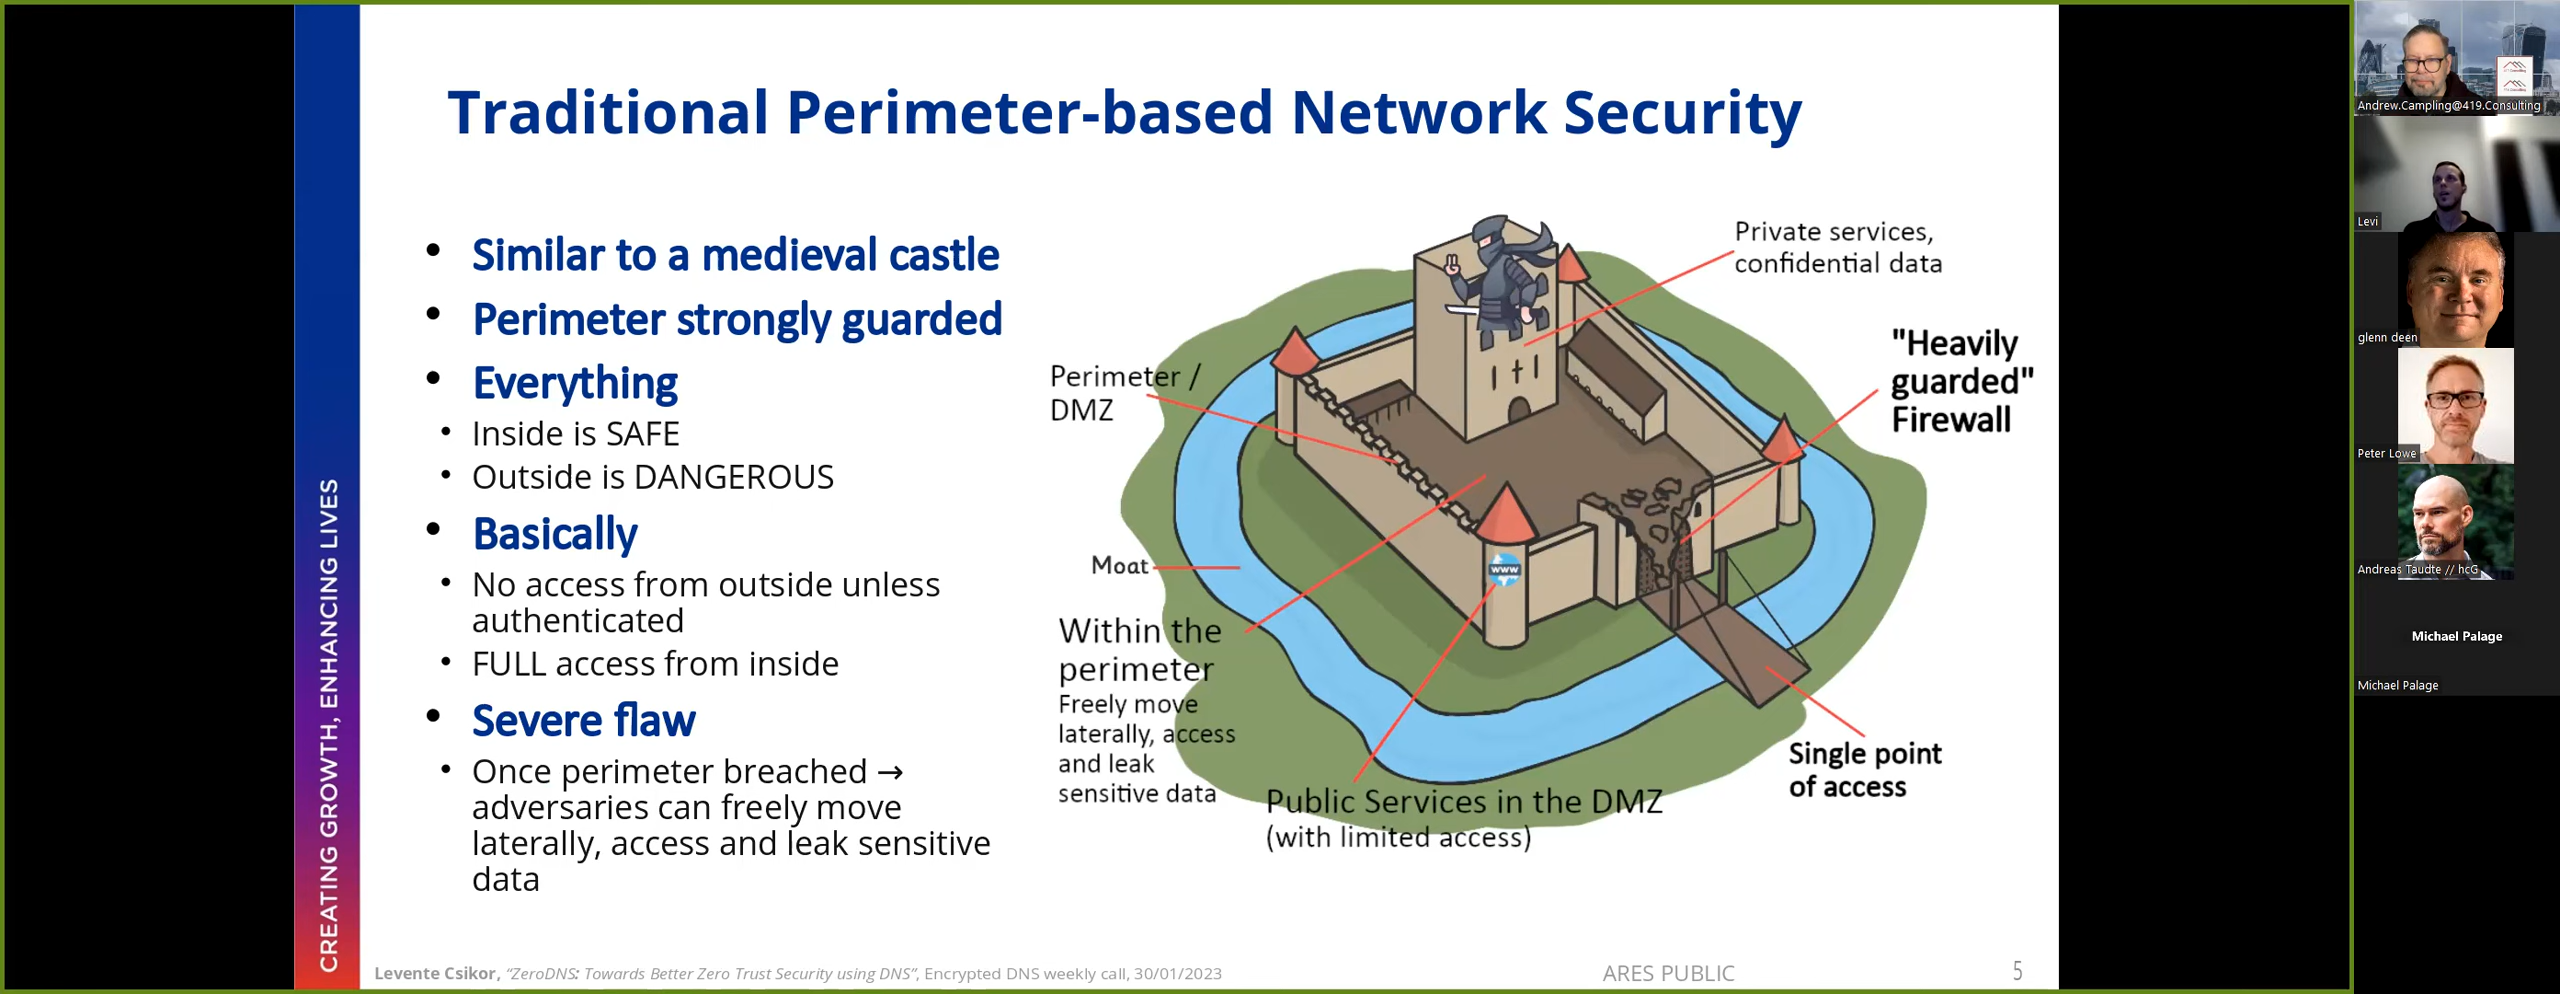 Traditional Perimeter-based Network Security
• Similar to a medieval castle
• Perimeter strongly guarded
• Everything
• Inside is SAFE
• Outside is DANGEROUS
• Basically
• No access from outside unless
authenticated
• FULL access from inside
• Severe flaw
• Once perimeter breached →
adversaries can freely move
laterally, access and leak sensitive
data
Private services,
confidential data
"Heavily
guarded"
Firewall
Perimeter /
DMZ
Moat
www
Within the
perimeter
Freely move
laterally, access
and leak
sensitive data
Public Services in the DMZ
(with limited access)
Single point
of access
CREATING GROWTH, ENHANCING LIVES
Levente Csikor, “ZeroDNS: Towards Better Zero Trust Security using DNS”, Encrypted DNS weekly call, 30/01/2023
ARES PUBLIC
5
Andrew.Campling@419.Consulting
Levi
glenn deen
Peter Lowe
Andreas Taudte // hcG
Michael Palage
Michael Palage